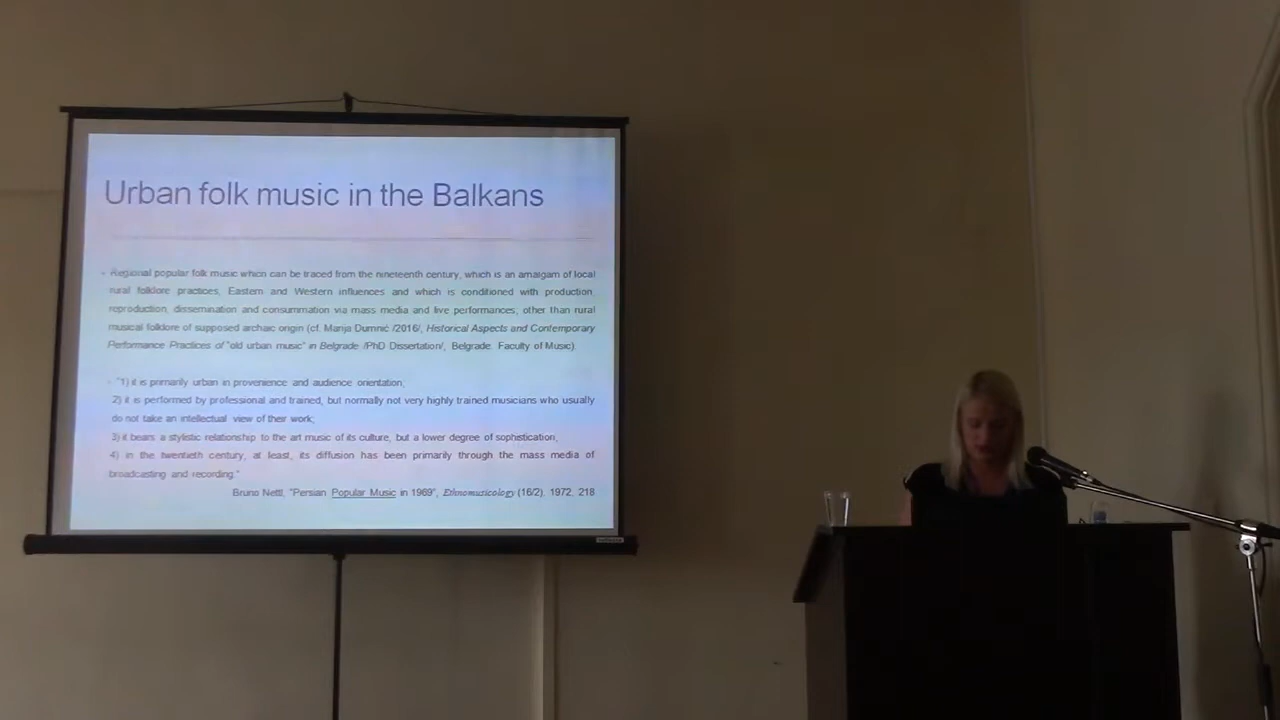 Urban folk music in the Balkans
Regional popular folk music which can be traced from the nineteenth century, which is an amalgam of local
rural folklore practices, Eastern and Western influences and which is conditioned with production,
reproduction, dissemination and consummation via mass media and live performances, other than rural
musical folklore of supposed archaic origin (cf. Marija Dumnić /2016/, Historical Aspects and Contemporary
Performance Practices of "old urban music" in Belgrade /PhD Dissertation/, Belgrade: Faculty of Music)
- "1) it is primarily urban in provenience and audience orientation;
2) it is performed by professional and trained, but normally not very highly trained musicians who usually
do not take an intellectual view of their work;
3) it bears a stylistic relationship to the art music of its culture, but a lower degree of sophistication;
4) in the twentieth century, at least, its diffusion has been primarily through the mass media of
broadcasting and recording."
Bruno Nettl, "Persian Popular Music in 1969", Ethnomusicology (16/2), 1972, 218